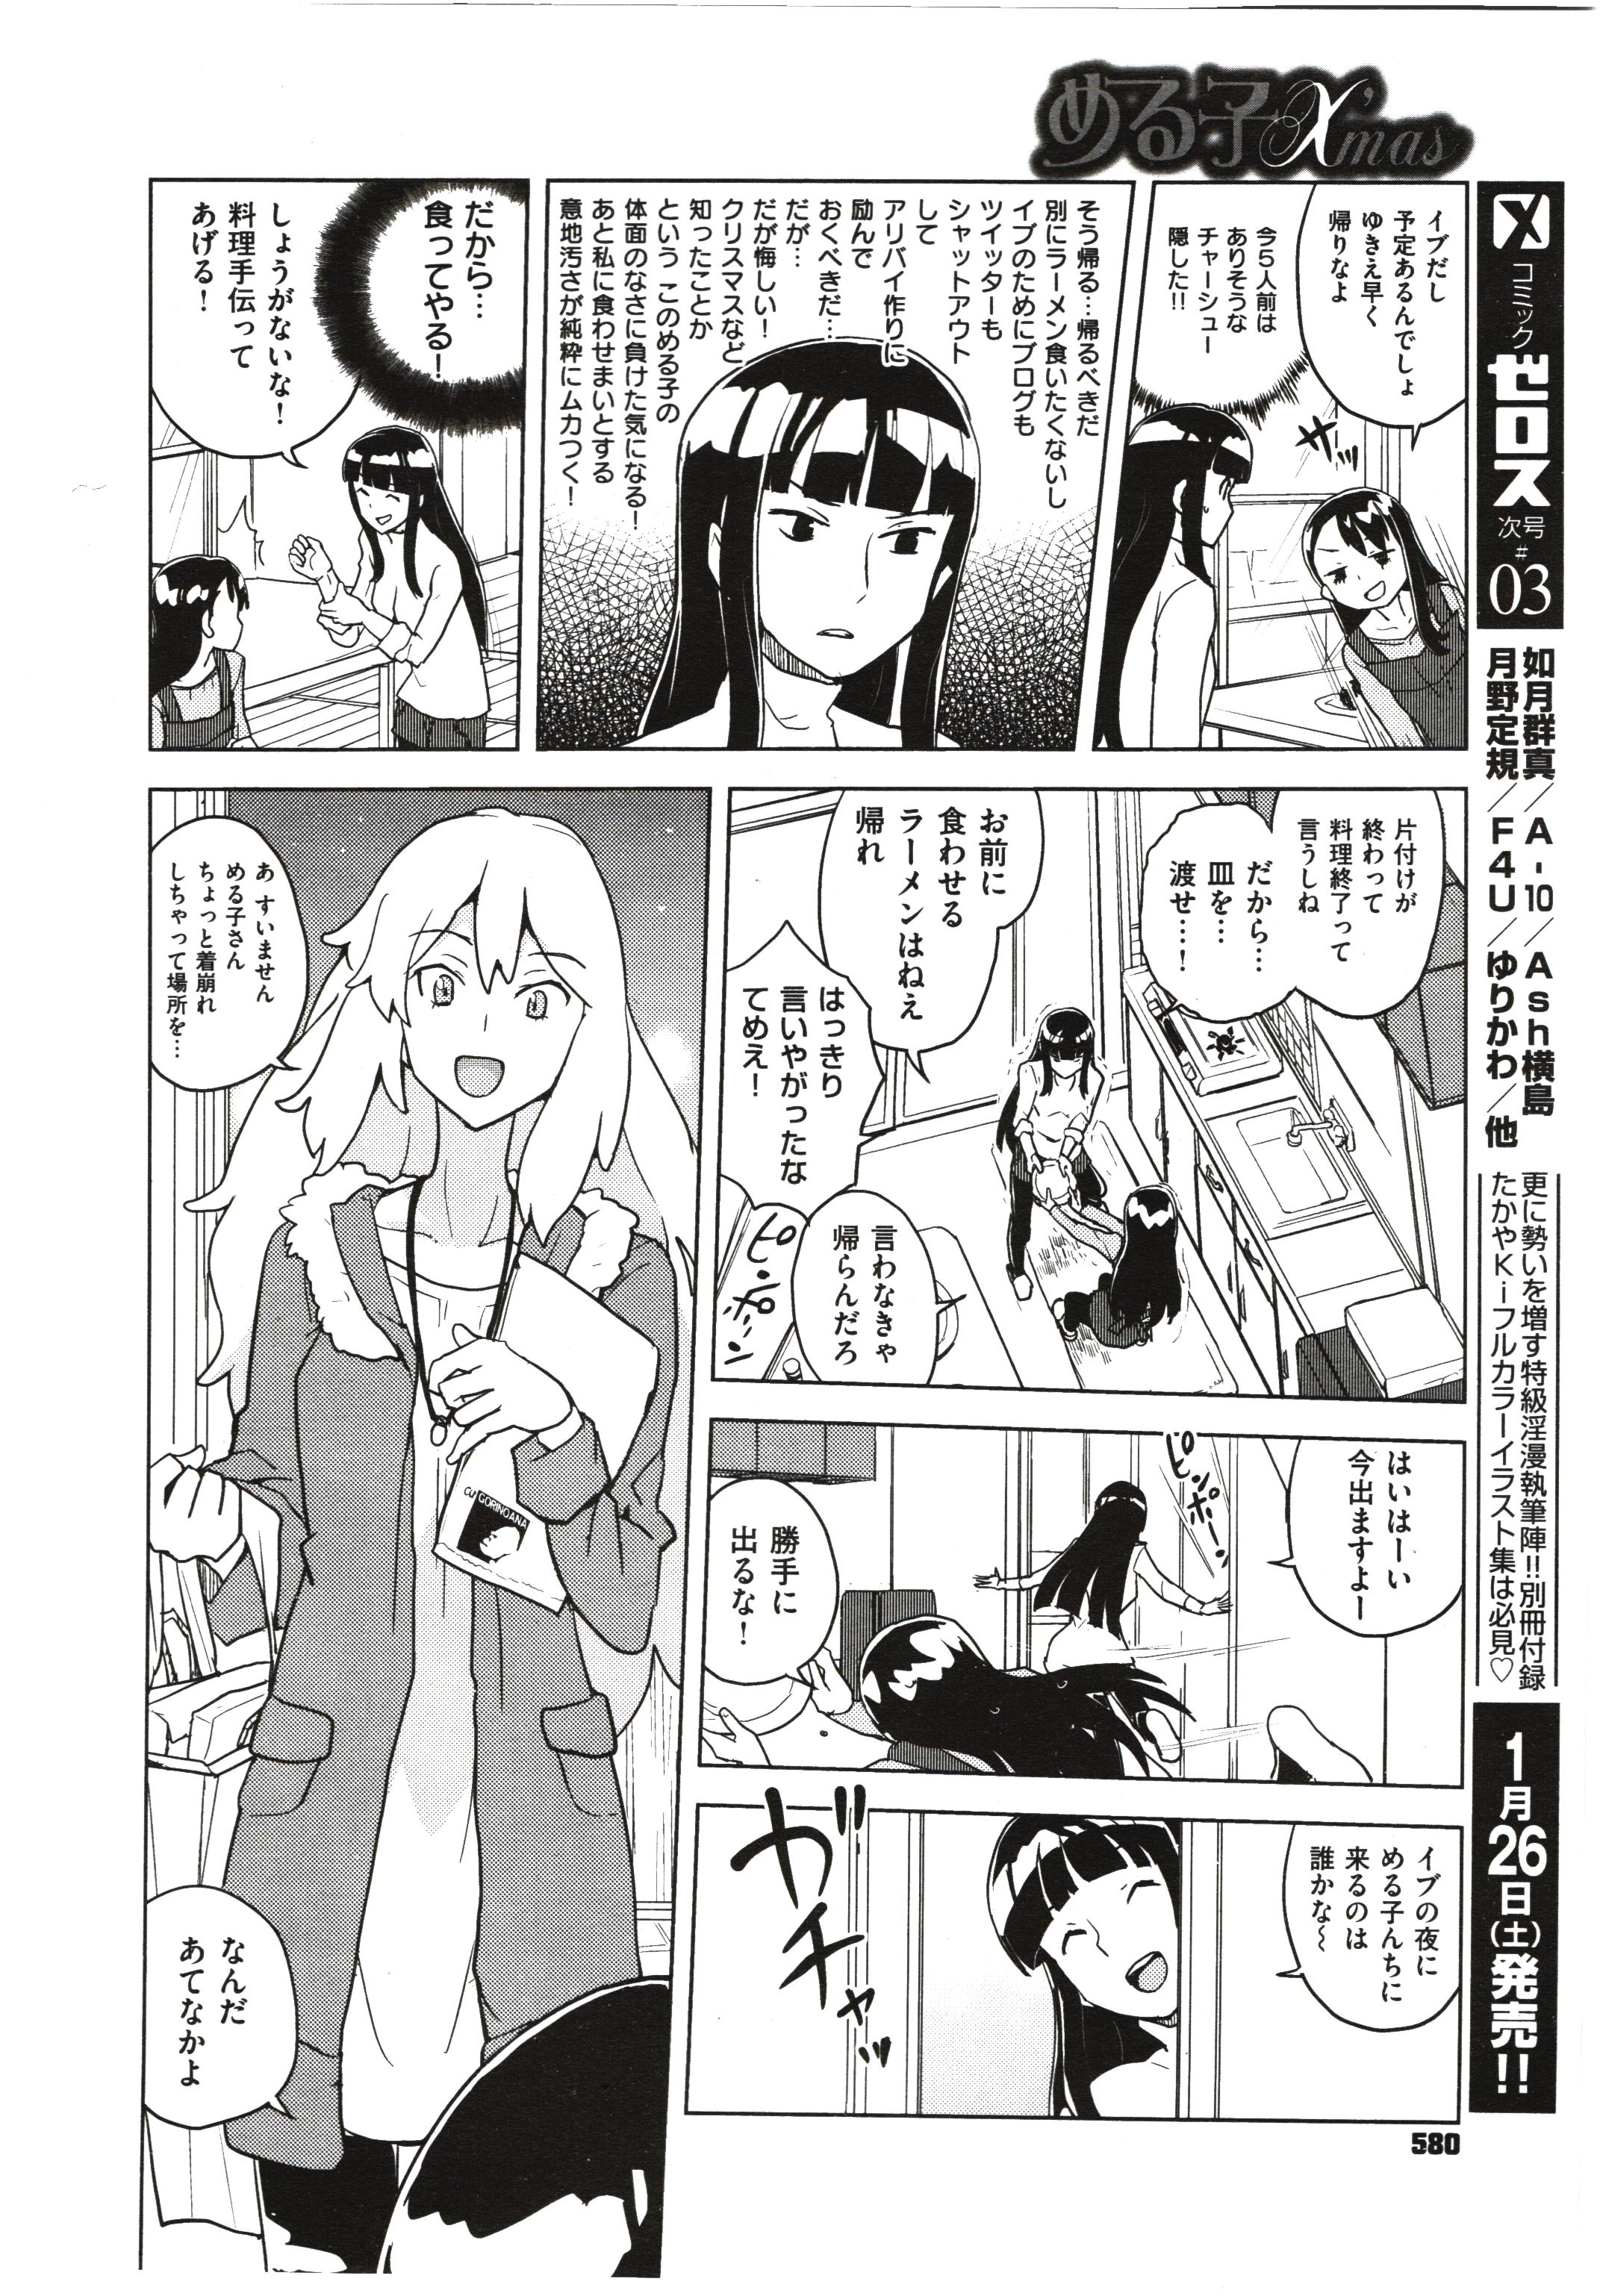 める子X'mas
イブだし
予定あるんでしょ
ゆきえ早く
帰りなよ
今5人前は
ありそうな
チャーシュー
隠した!!
サッ
そう帰る…帰るべきだ
別にラーメン食いたくないし
イブのためにブログも
ツイッターも
シャットアウト
して
アリバイ作りに
励んで
おくべきだ…
だが…
だが悔しい!
クリスマスなど
知ったことか
という このめる子の
体面のなさに負けた気になる!
あと私に食わせまいとする
意地汚さが純粋にムカつく!
だから…
食ってやる!
しょうがないな!
料理手伝って
あげる!
片付けが
終わって
料理終了って
言うしね
だから…
皿を…
渡せ……!
お前に
食わせる
ラーメンはねえ
帰れ
はっきり
言いやがったな
てめえ!
言わなきゃ
帰らんだろ
ピンポーン
はいはーい
今出ますよー
ピンポーン
勝手に
出るな!
イブの夜に
める子んちに
来るのは
誰かな〜
ガチャッ
あ すいません
める子さん
ちょっと着崩れ
しちゃって場所を…
cu GORINOANA
なんだ
あてなかよ
580
X コミック ゼロス 次号 #03
如月群真/A-10/Ash横島
月野定規/F4U/ゆりかわ/他
更に勢いを増す特級淫漫執筆陣!!別冊付録
たかやKiフルカラーイラスト集は必見♡
1月26日(土)発売!!